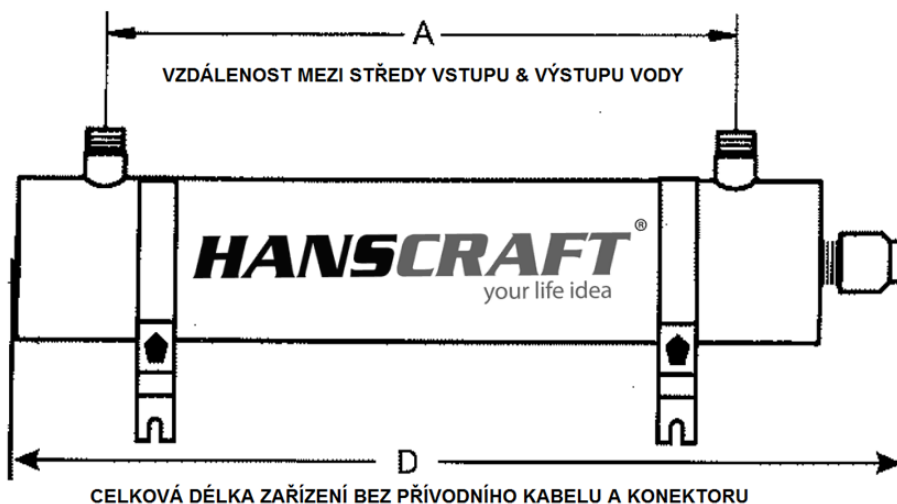 A
VZDÁLENOST MEZI STŘEDY VSTUPU & VÝSTUPU VODY
HANSCRAFT®
your life idea
D
CELKOVÁ DÉLKA ZAŘÍZENÍ BEZ PŘÍVODNÍHO KABELU A KONEKTORU